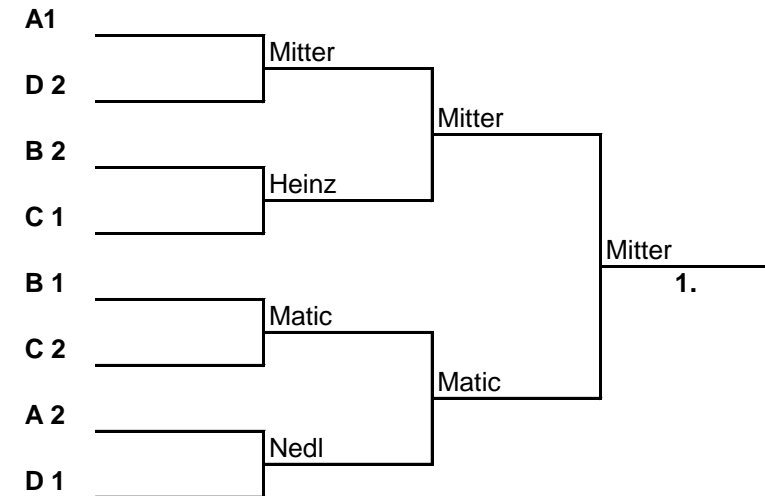 A1
Mitter
D 2
Mitter
B 2
Heinz
C 1
Mitter
B 1
1.
Matic
C 2
Matic
A 2
Nedl
D 1